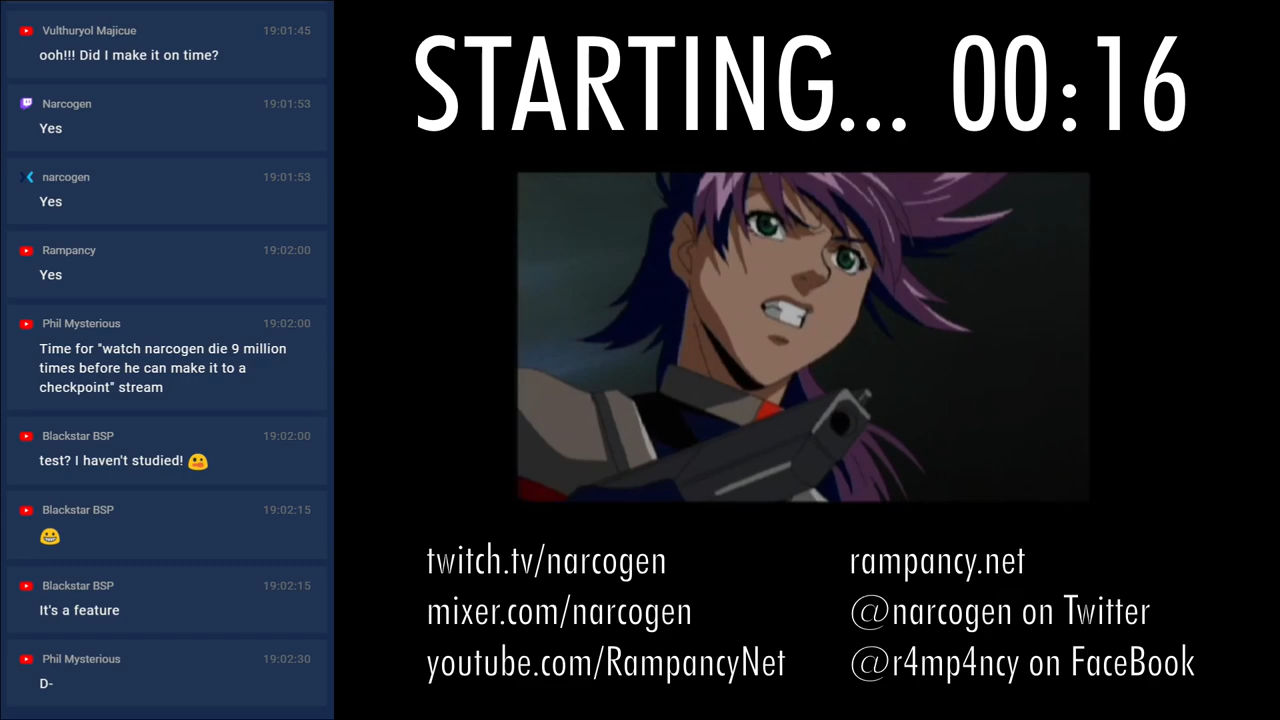 Vulthuryol Majicue 19:01:45
ooh!!! Did I make it on time?
Narcogen 19:01:53
Yes
narcogen 19:01:53
Yes
Rampancy 19:02:00
Yes
Phil Mysterious 19:02:00
Time for "watch narcogen die 9 million
times before he can make it to a
checkpoint" stream
Blackstar BSP 19:02:00
test? I haven't studied! 😛
Blackstar BSP 19:02:15
😀
Blackstar BSP 19:02:15
It's a feature
Phil Mysterious 19:02:30
D-
STARTING... 00:16
twitch.tv/narcogen
mixer.com/narcogen
youtube.com/RampancyNet
rampancy.net
@narcogen on Twitter
@r4mp4ncy on FaceBook